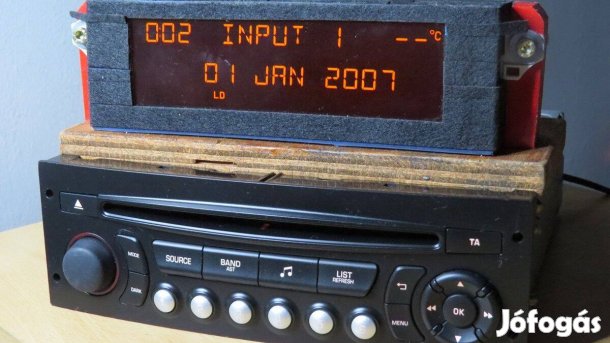 002 INPUT 1 --°C
01 JAN 2007
LD
TA
MODE
DARK
SOURCE
BAND
AST
LIST
REFRESH
MENU
OK
Jófogás